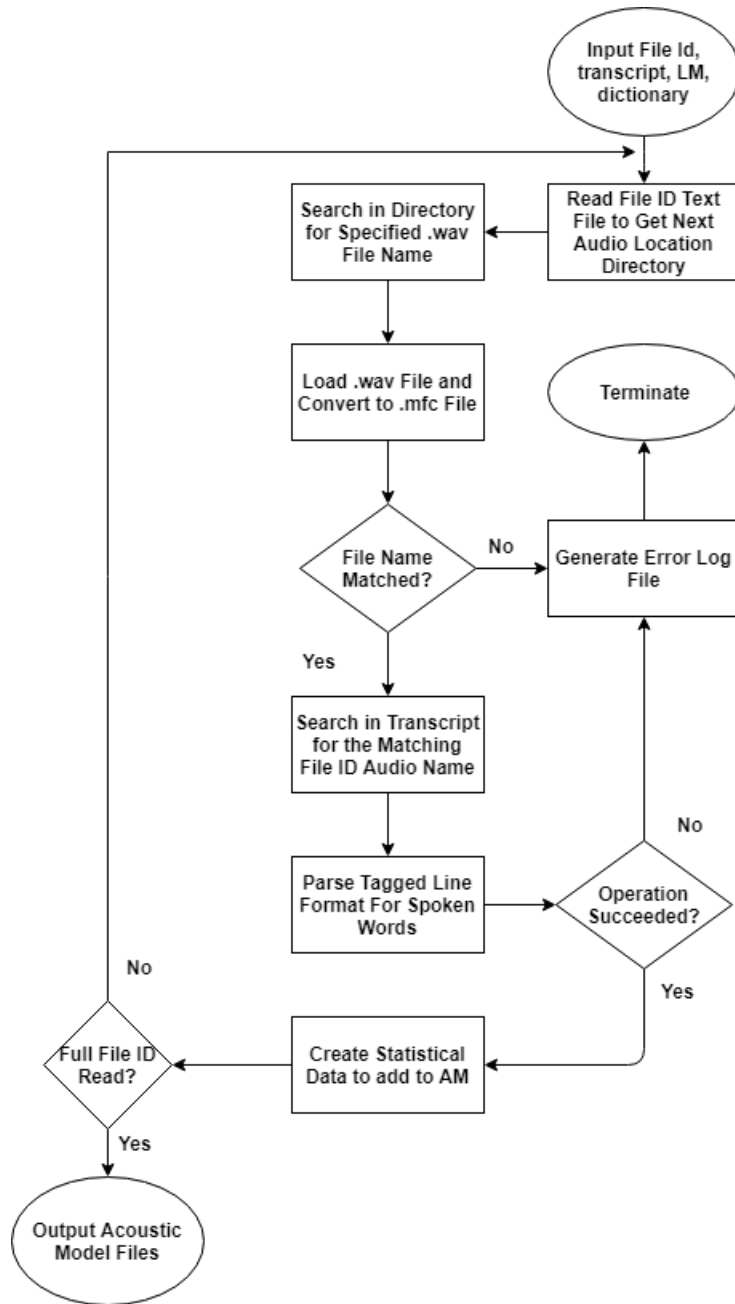 Input File Id,
transcript, LM,
dictionary
Read File ID Text
File to Get Next
Audio Location
Directory
Search in Directory
for Specified .wav
File Name
Load .wav File and
Convert to .mfc File
Terminate
File Name
Matched?
No
Generate Error Log
File
Yes
Search in Transcript
for the Matching
File ID Audio Name
Parse Tagged Line
Format For Spoken
Words
Operation
Succeeded?
No
Yes
Create Statistical
Data to add to AM
Full File ID
Read?
No
Yes
Output Acoustic
Model Files